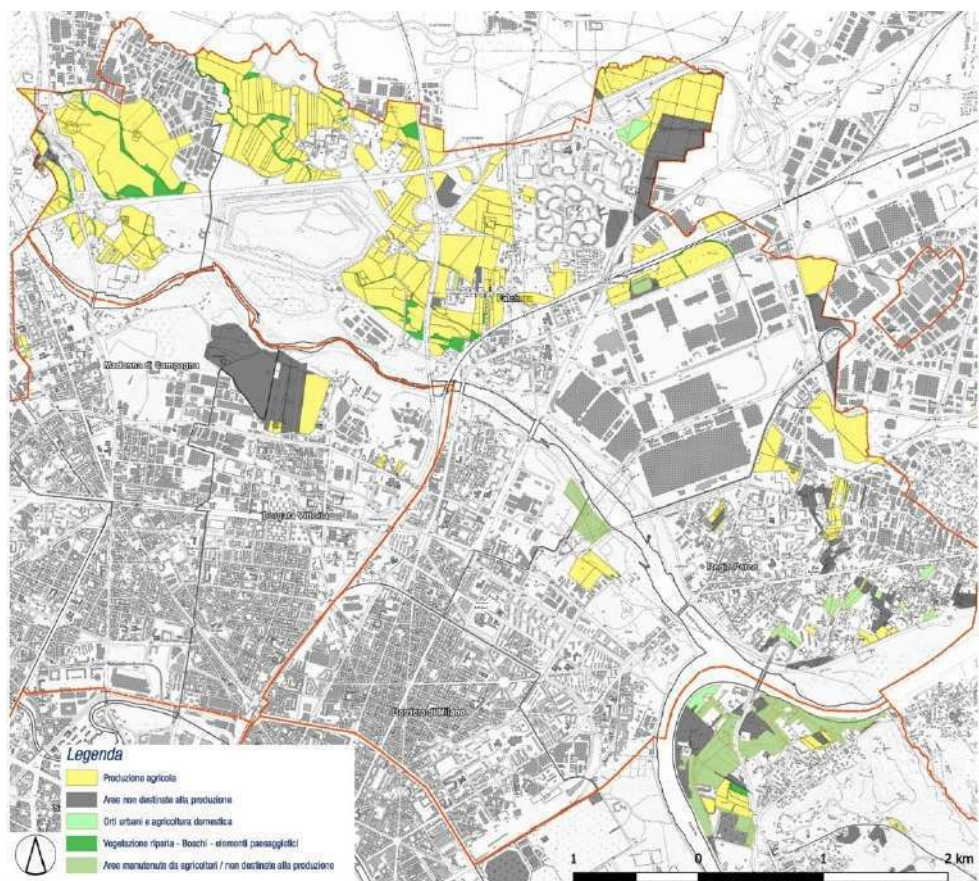 Falchera
Madonna di Campagna
Borgata Vittoria
Regio Parco
Barriera di Milano
Legenda
Produzione agricola
Aree non destinate alla produzione
Orti urbani e agricoltura domestica
Vegetazione riparia - Boschi - elementi paesaggistici
Aree manutenute da agricoltori / non destinate alla produzione
1 0 1 2 km